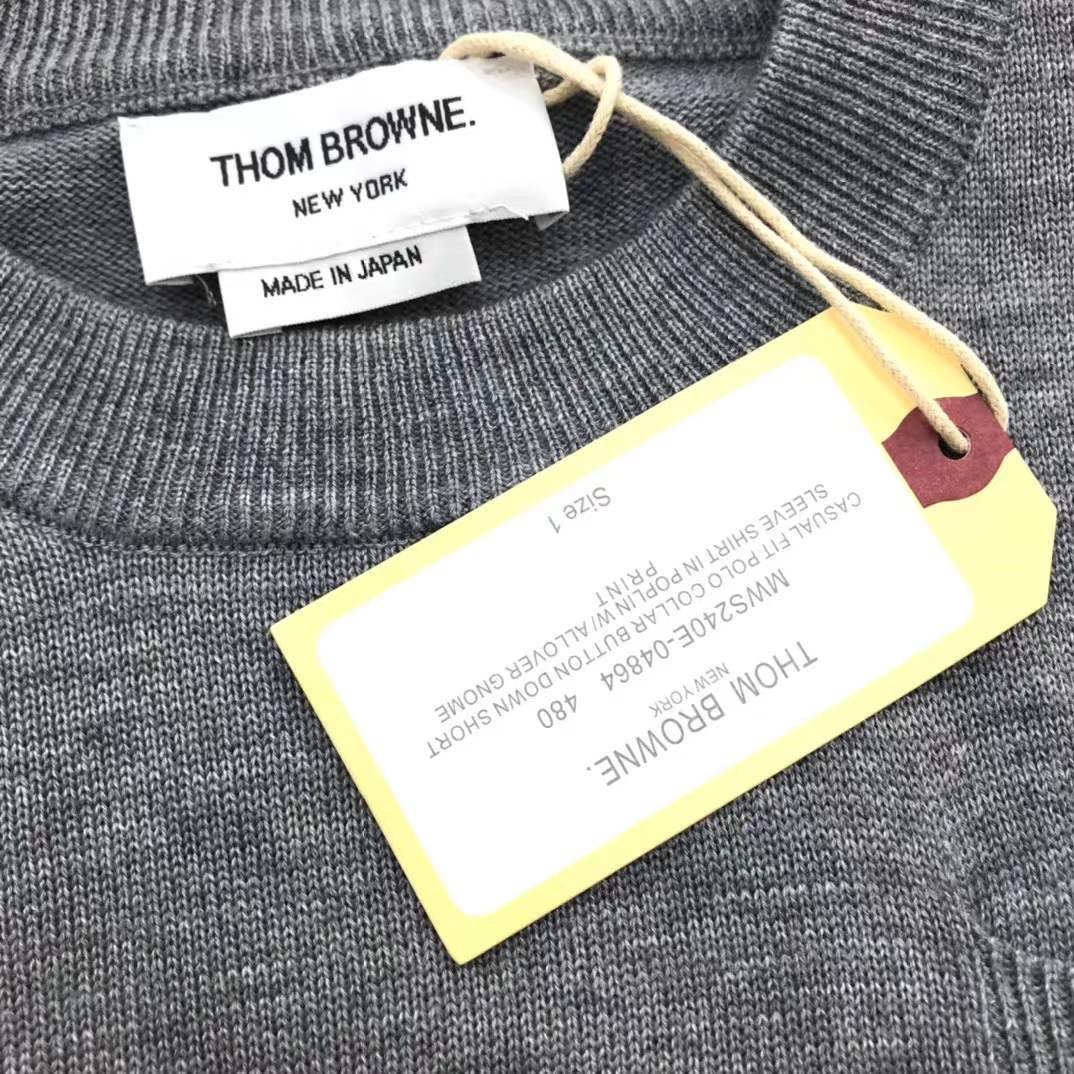 THOM BROWNE.
NEW YORK
MADE IN JAPAN
THOM BROWNE.
NEW YORK
MWS240E-04864 480
CASUAL FIT POLO COLLAR BUTTON DOWN SHORT
SLEEVE SHIRT IN POPLIN W/ ALLOVER GNOME
PRINT
Size 1